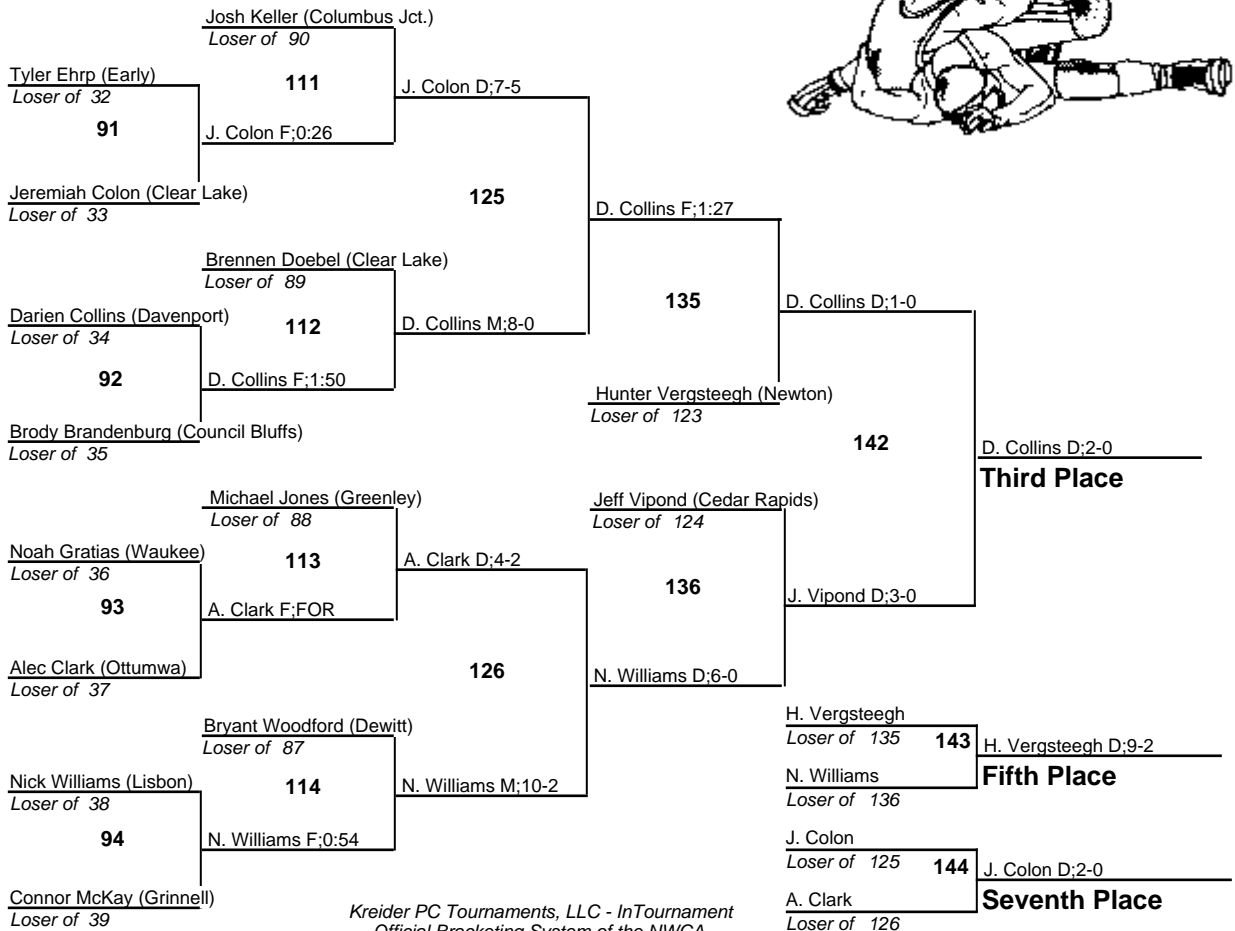 Josh Keller (Columbus Jct.)
Loser of 90
Tyler Ehrp (Early)
Loser of 32
111
J. Colon D;7-5
91
J. Colon F;0:26
Jeremiah Colon (Clear Lake)
Loser of 33
125
D. Collins F;1:27
Brennen Doebel (Clear Lake)
Loser of 89
135
D. Collins D;1-0
Darien Collins (Davenport)
Loser of 34
112
D. Collins M;8-0
92
D. Collins F;1:50
Hunter Vergsteegh (Newton)
Loser of 123
Brody Brandenburg (Council Bluffs)
Loser of 35
142
D. Collins D;2-0
Third Place
Michael Jones (Greenley)
Loser of 88
Jeff Vipond (Cedar Rapids)
Loser of 124
Noah Gratias (Waukee)
Loser of 36
113
A. Clark D;4-2
136
J. Vipond D;3-0
93
A. Clark F;FOR
Alec Clark (Ottumwa)
Loser of 37
126
N. Williams D;6-0
Bryant Woodford (Dewitt)
Loser of 87
H. Vergsteegh
Loser of 135
143
H. Vergsteegh D;9-2
Fifth Place
N. Williams
Loser of 136
Nick Williams (Lisbon)
Loser of 38
114
N. Williams M;10-2
94
N. Williams F;0:54
J. Colon
Loser of 125
144
J. Colon D;2-0
Seventh Place
A. Clark
Loser of 126
Connor McKay (Grinnell)
Loser of 39
Kreider PC Tournaments, LLC - InTournament
Official Bracketing System of the NWCA